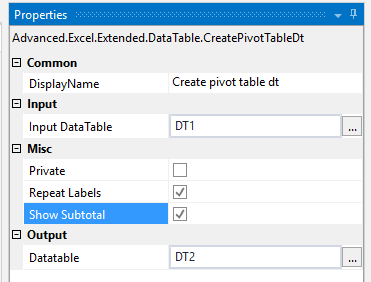 Properties
Advanced.Excel.Extended.DataTable.CreatePivotTableDt
Common
DisplayName Create pivot table dt
Input
Input DataTable DT1 ...
Misc
Private
Repeat Labels
Show Subtotal
Output
Datatable DT2 ...